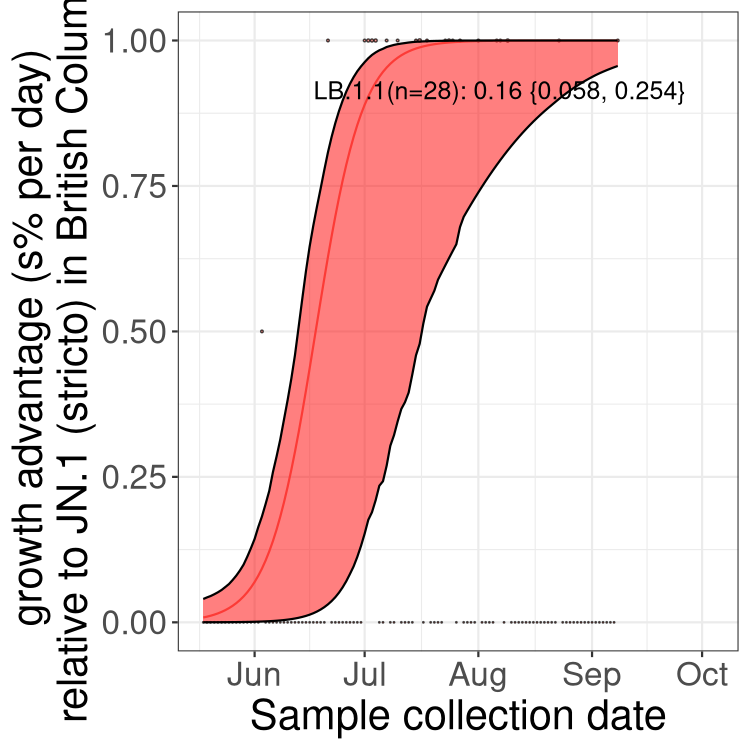 growth advantage (s% per day)
relative to JN.1 (stricto) in British Colum
1.00
0.75
0.50
0.25
0.00
LB.1.1(n=28): 0.16 {0.058, 0.254}
Jun Jul Aug Sep Oct
Sample collection date